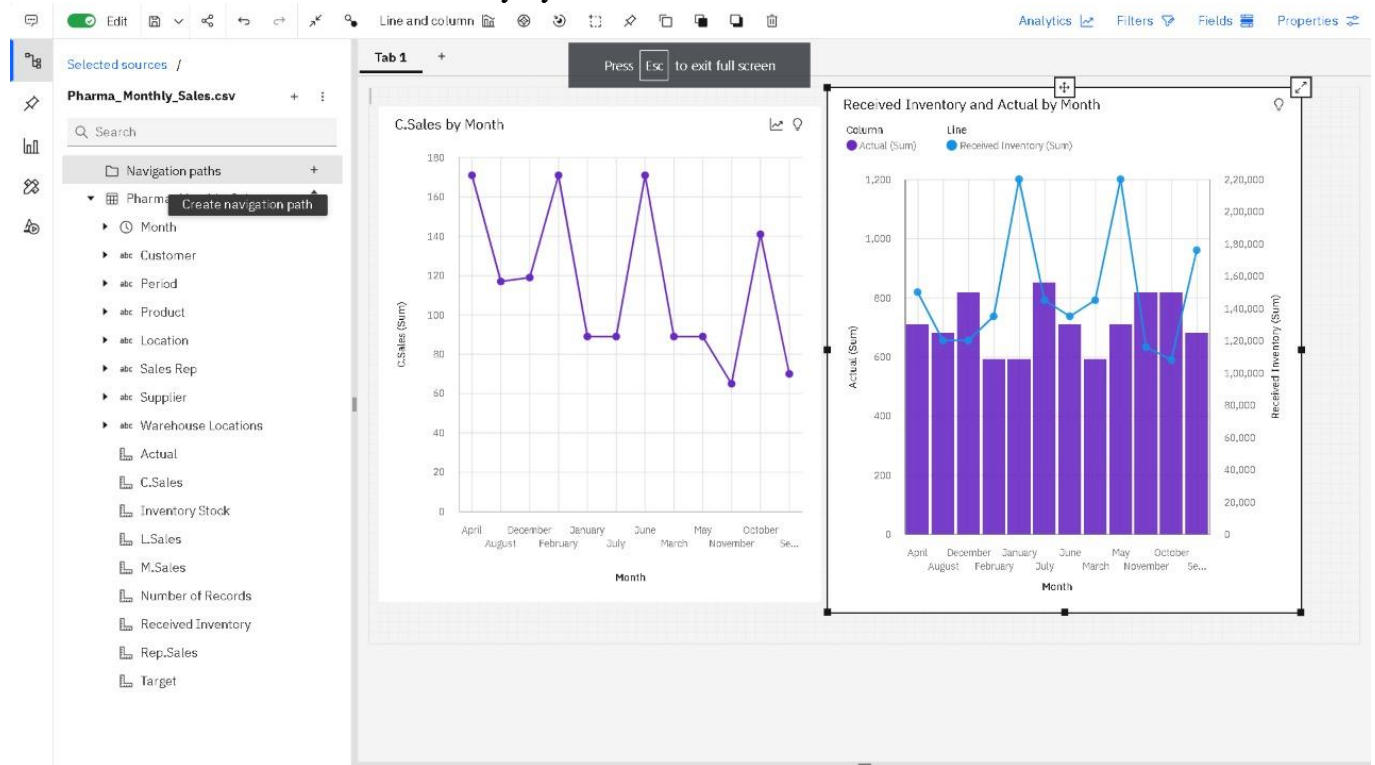 Edit
Line and column
Analytics
Filters
Fields
Properties
Selected sources /
Pharma_Monthly_Sales.csv
Search
Navigation paths
Create navigation path
Month
abc Customer
abc Period
abc Product
abc Location
abc Sales Rep
abc Supplier
abc Warehouse Locations
Actual
C.Sales
Inventory Stock
L.Sales
M.Sales
Number of Records
Received Inventory
Rep.Sales
Target
Tab 1 +
Press Esc to exit full screen
C.Sales by Month
180
160
140
120
100
80
60
40
20
0
C.Sales (Sum)
April December January June May October
August February July March November Se...
Month
Received Inventory and Actual by Month
Column Line
Actual (Sum) Received Inventory (Sum)
1,200
1,000
800
600
400
200
0
Actual (Sum)
2,20,000
2,00,000
1,80,000
1,60,000
1,40,000
1,20,000
1,00,000
80,000
60,000
40,000
20,000
0
Received Inventory (Sum)
April December January June May October
August February July March November Se...
Month